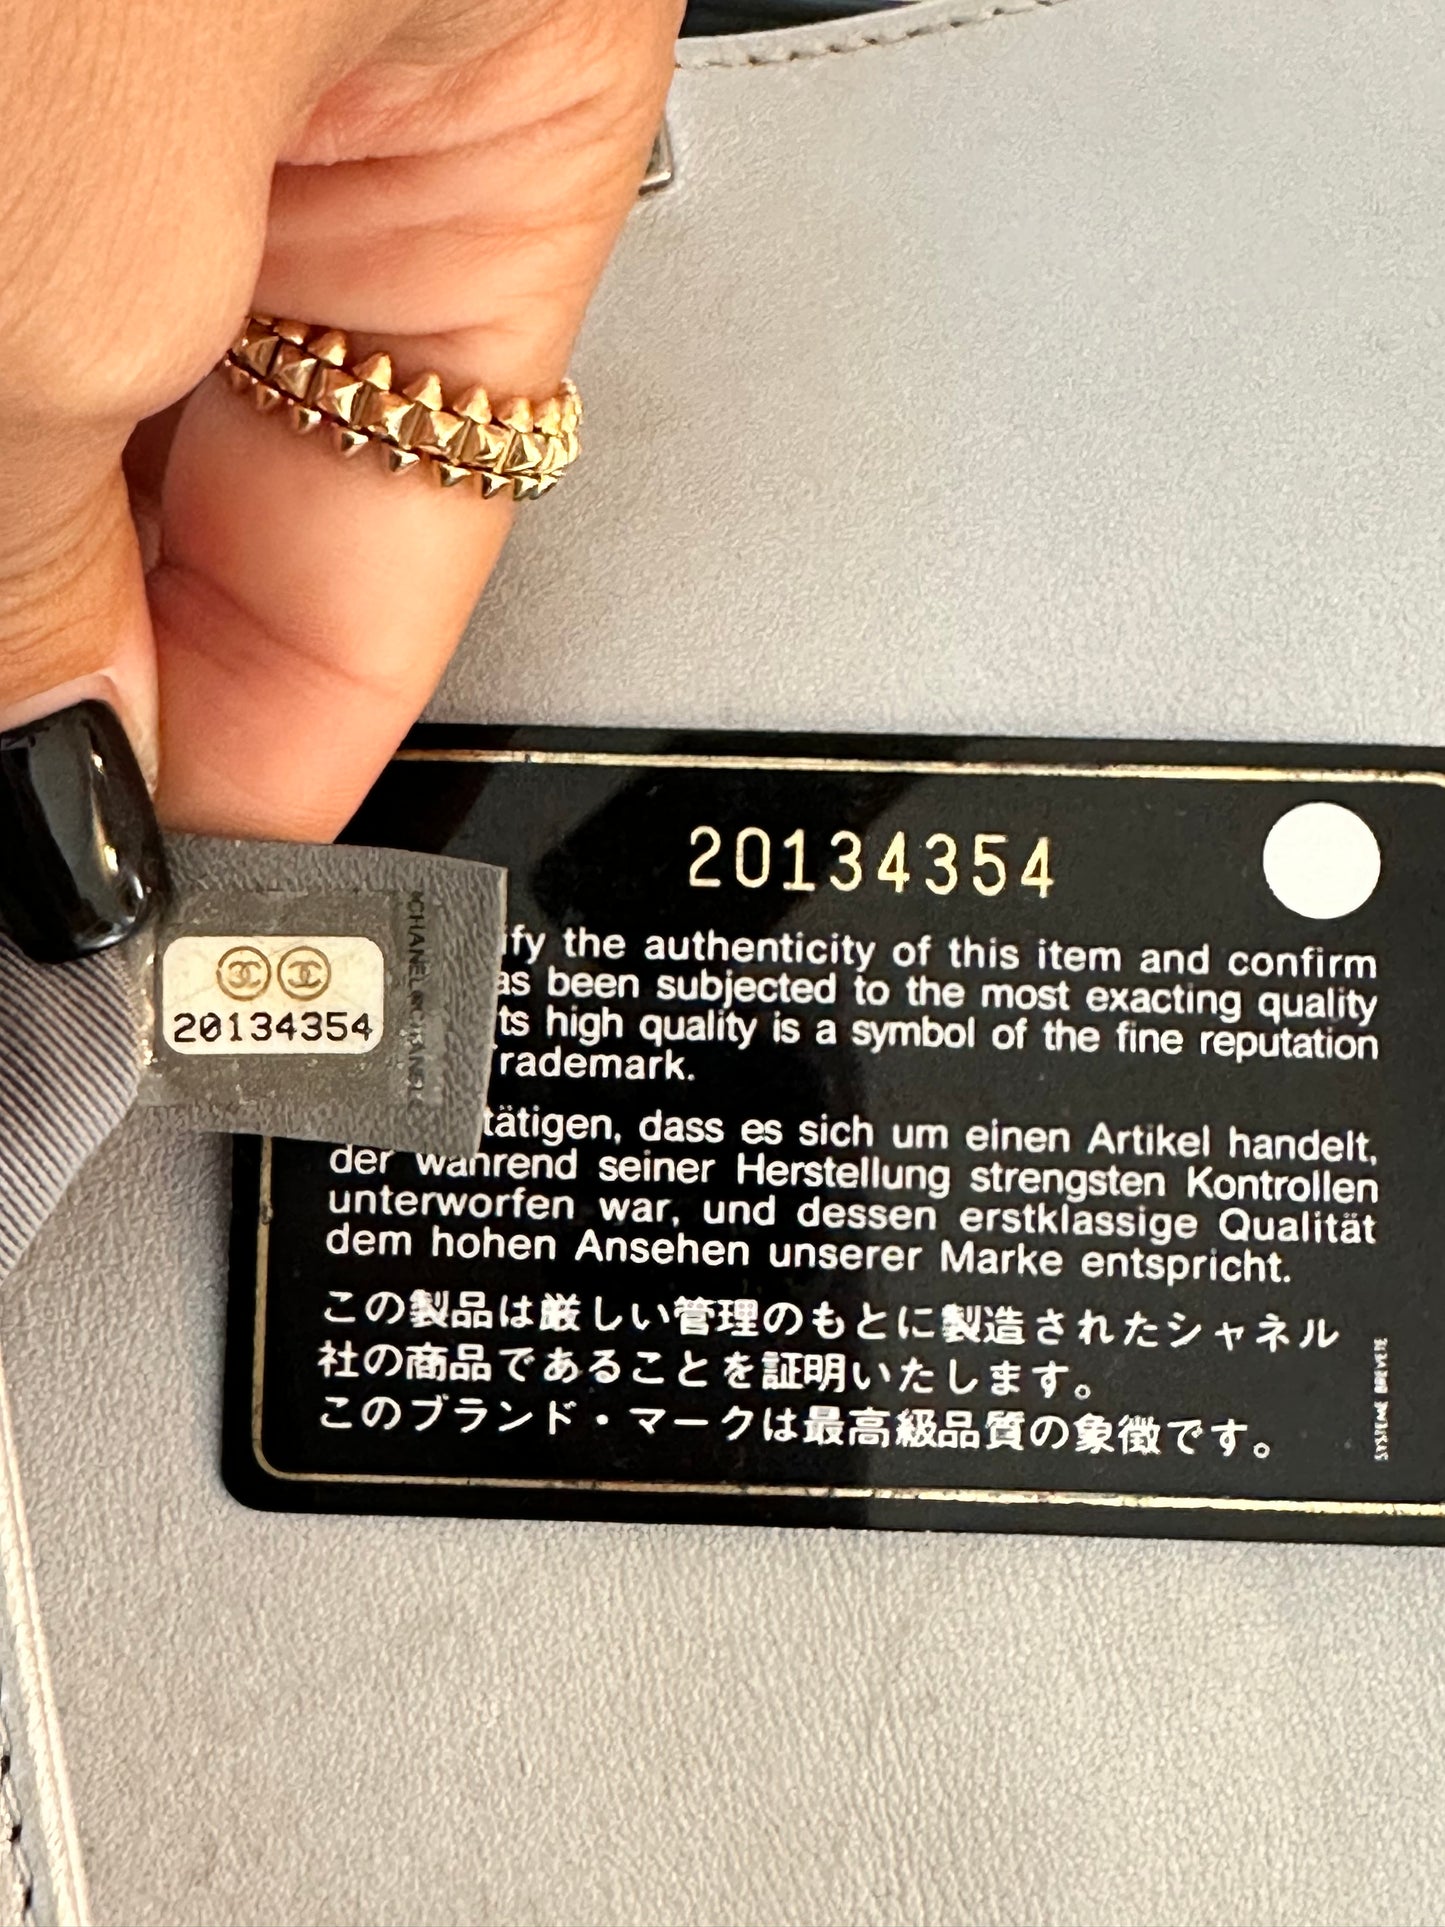 20134354
ify the authenticity of this item and confirm
as been subjected to the most exacting quality
ts high quality is a symbol of the fine reputation
rademark.
tätigen, dass es sich um einen Artikel handelt,
der während seiner Herstellung strengsten Kontrollen
unterworfen war, und dessen erstklassige Qualität
dem hohen Ansehen unserer Marke entspricht.
この製品は厳しい管理のもとに製造されたシャネル
社の商品であることを証明いたします。
このブランド・マークは最高級品質の象徴です。
SYSTEME BREVETE
20134354
CHANEL CHANEL